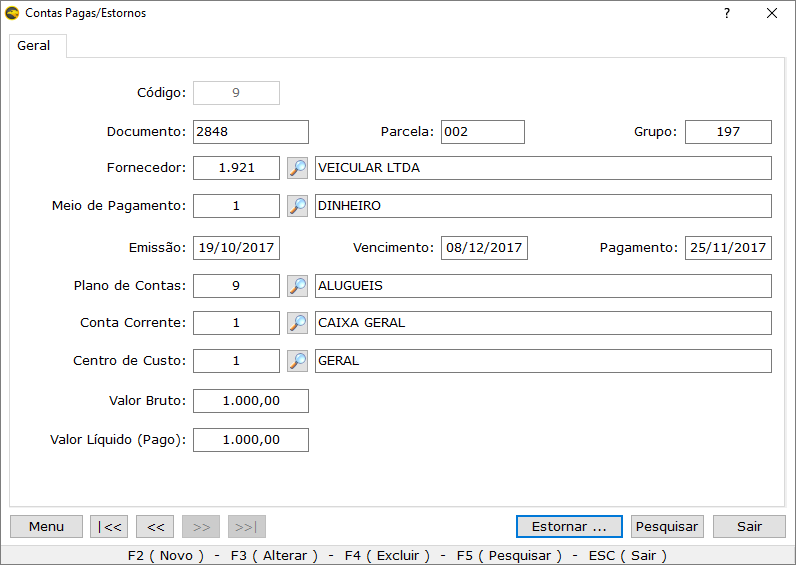 Contas Pagas/Estornos ?
Geral
Código: 9
Documento: 2848 Parcela: 002 Grupo: 197
Fornecedor: 1.921 VEICULAR LTDA
Meio de Pagamento: 1 DINHEIRO
Emissão: 19/10/2017 Vencimento: 08/12/2017 Pagamento: 25/11/2017
Plano de Contas: 9 ALUGUEIS
Conta Corrente: 1 CAIXA GERAL
Centro de Custo: 1 GERAL
Valor Bruto: 1.000,00
Valor Líquido (Pago): 1.000,00
Menu |<< << >> >>| Estornar ... Pesquisar Sair
F2 ( Novo ) - F3 ( Alterar ) - F4 ( Excluir ) - F5 ( Pesquisar ) - ESC ( Sair )